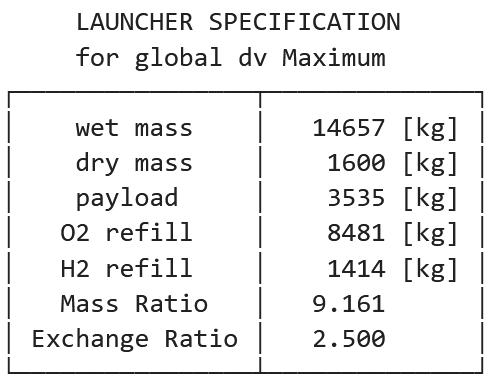 LAUNCHER SPECIFICATION
for global dv Maximum
wet mass 14657 [kg]
dry mass 1600 [kg]
payload 3535 [kg]
O2 refill 8481 [kg]
H2 refill 1414 [kg]
Mass Ratio 9.161
Exchange Ratio 2.500